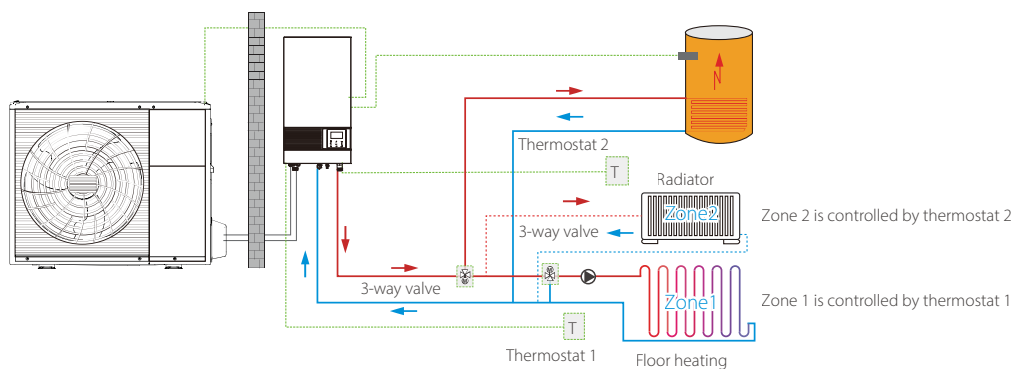 Thermostat 2
T
Radiator
Zone2
Zone 2 is controlled by thermostat 2
3-way valve
3-way valve
Zone1
Zone 1 is controlled by thermostat 1
T
Thermostat 1
Floor heating